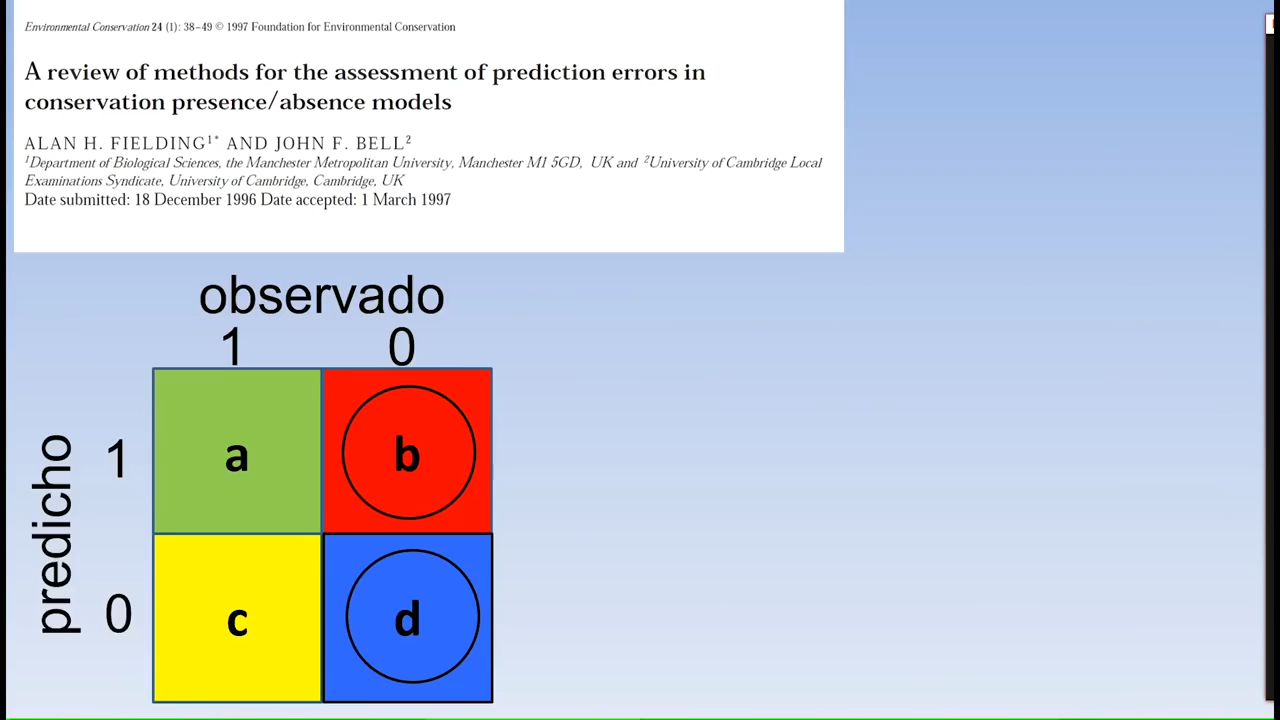 Environmental Conservation 24 (1): 38–49 © 1997 Foundation for Environmental Conservation
A review of methods for the assessment of prediction errors in
conservation presence/absence models
ALAN H. FIELDING¹* AND JOHN F. BELL²
¹Department of Biological Sciences, the Manchester Metropolitan University, Manchester M1 5GD, UK and ²University of Cambridge Local
Examinations Syndicate, University of Cambridge, Cambridge, UK
Date submitted: 18 December 1996 Date accepted: 1 March 1997
observado
1 0
predicho
1 a b
0 c d